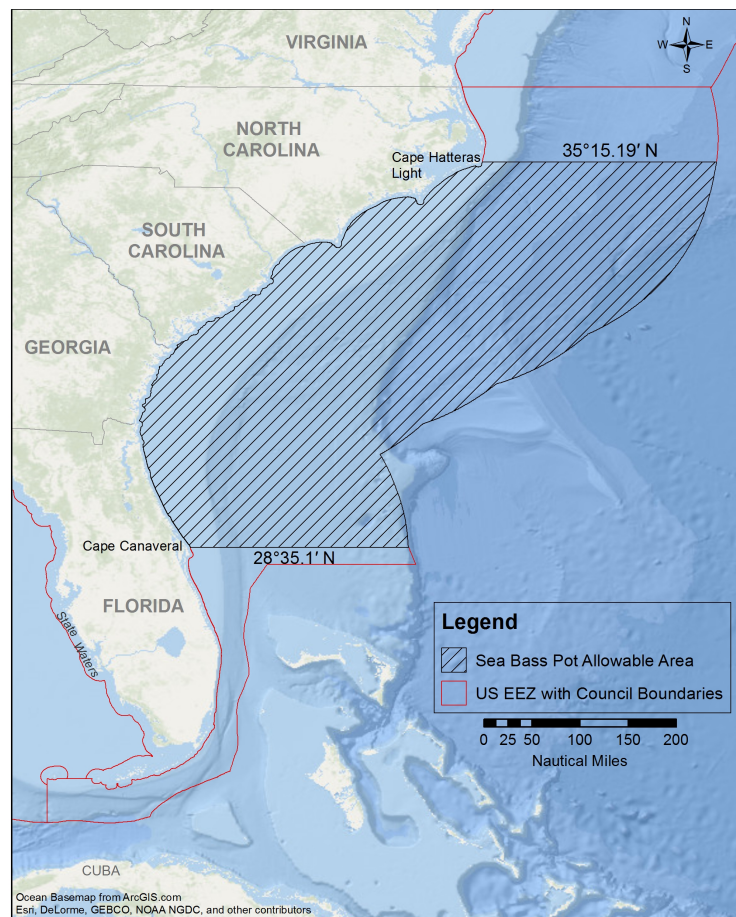 N
W E
S
VIRGINIA
NORTH
CAROLINA
Cape Hatteras
Light
35°15.19′ N
SOUTH
CAROLINA
GEORGIA
Cape Canaveral
28°35.1′ N
FLORIDA
State Waters
Legend
Sea Bass Pot Allowable Area
US EEZ with Council Boundaries
0 25 50 100 150 200
Nautical Miles
CUBA
Ocean Basemap from ArcGIS.com
Esri, DeLorme, GEBCO, NOAA NGDC, and other contributors